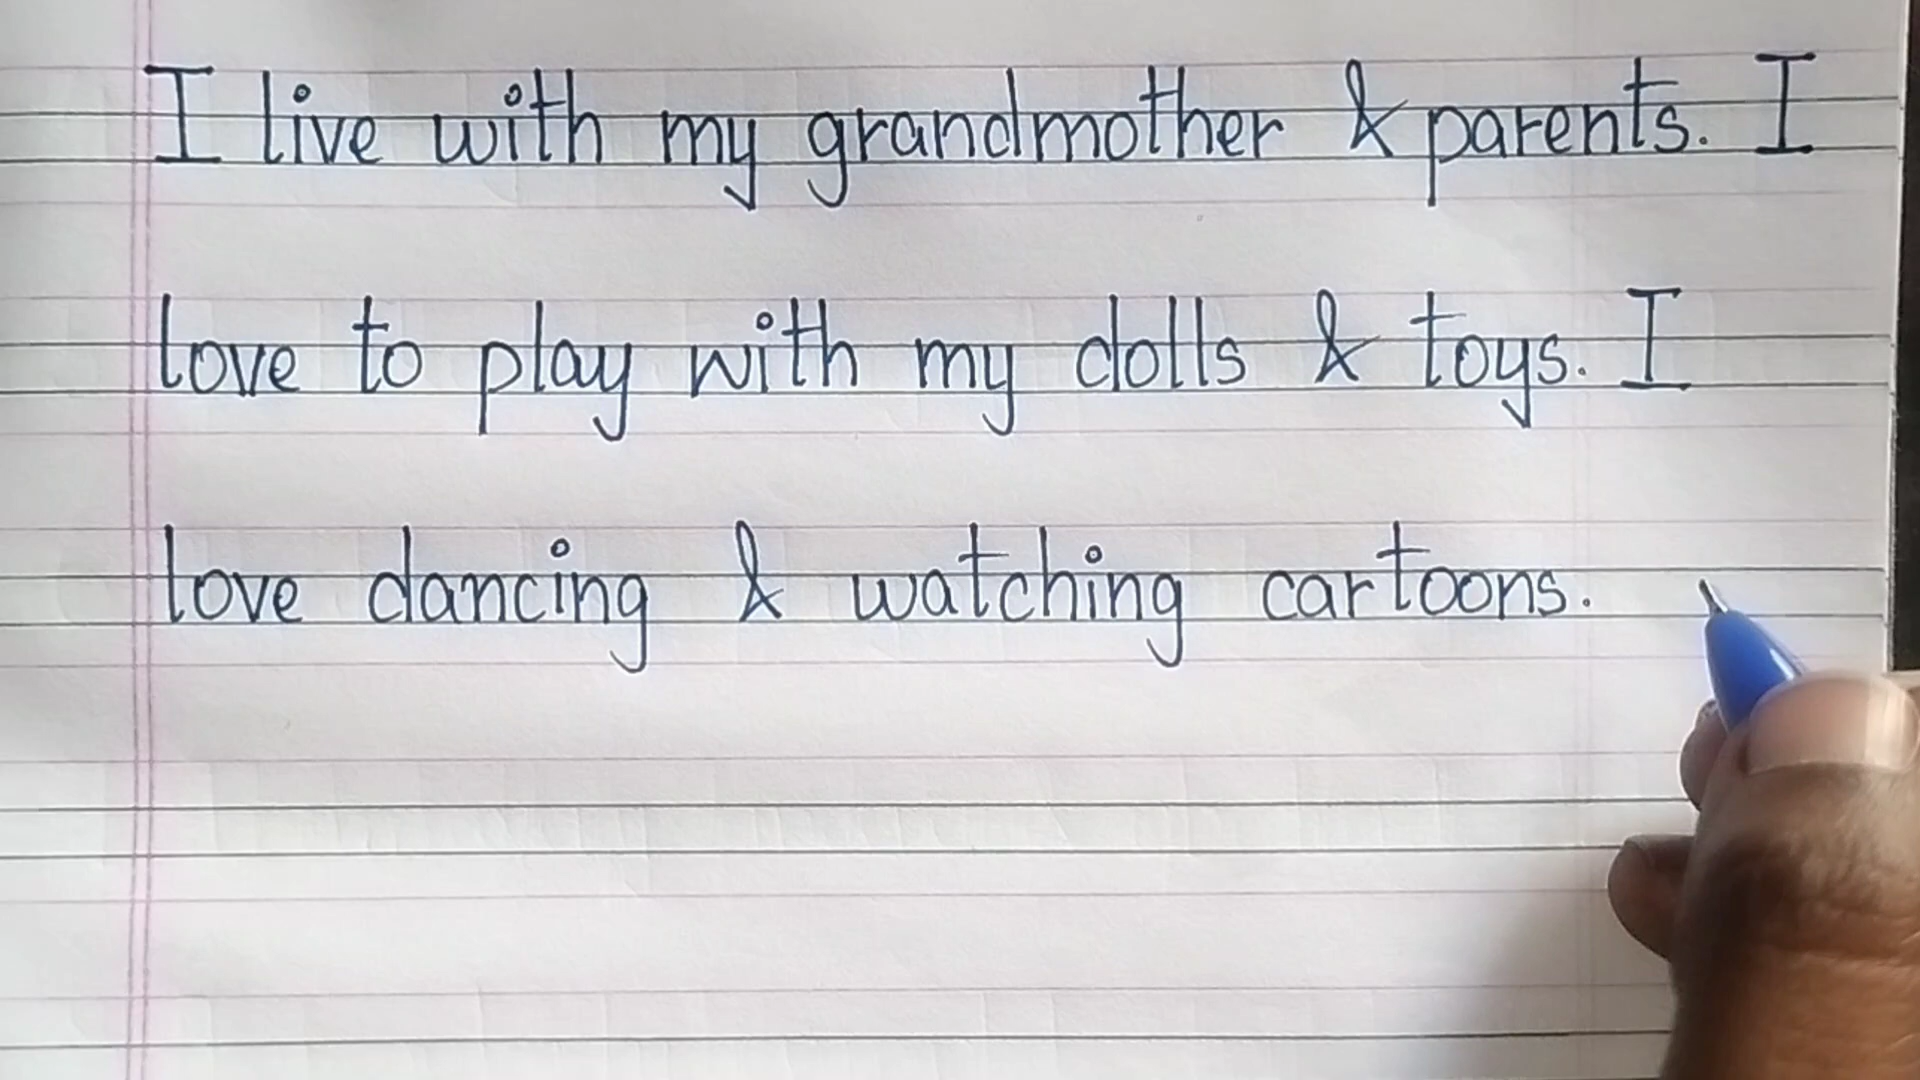 I live with my grandmother & parents. I
love to play with my dolls & toys. I
love dancing & watching cartoons.